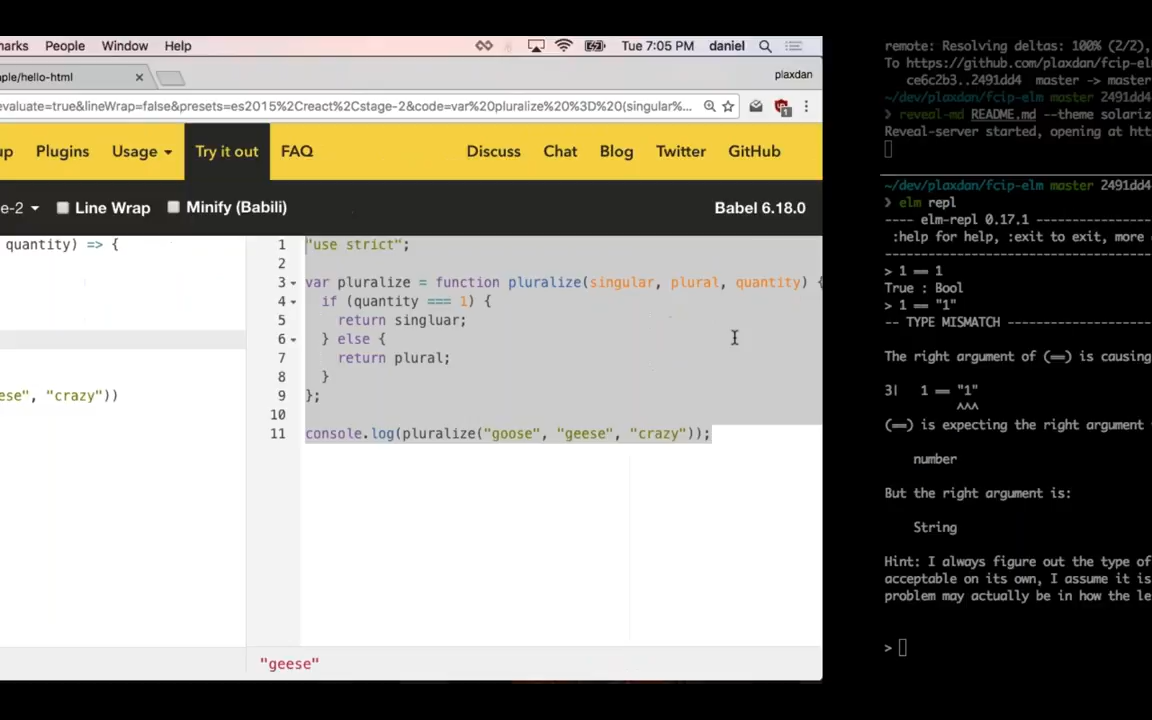 narks People Window Help Tue 7:05 PM daniel
nple/hello-html
plaxdan
evaluate=true&lineWrap=false&presets=es2015%2Creact%2Cstage-2&code=var%20pluralize%20%3D%20(singular%...
up Plugins Usage Try it out FAQ Discuss Chat Blog Twitter GitHub
e-2 Line Wrap Minify (Babili) Babel 6.18.0
quantity) => {
ese", "crazy"))
1 "use strict";
2
3 var pluralize = function pluralize(singular, plural, quantity) {
4 if (quantity === 1) {
5 return singluar;
6 } else {
7 return plural;
8 }
9 };
10
11 console.log(pluralize("goose", "geese", "crazy"));
"geese"
remote: Resolving deltas: 100% (2/2),
To https://github.com/plaxdan/fcip-elm
ce6c2b3..2491dd4 master -> master
~/dev/plaxdan/fcip-elm master 2491dd4
❯ reveal-md README.md --theme solariz
Reveal-server started, opening at htt
~/dev/plaxdan/fcip-elm master 2491dd4
❯ elm repl
---- elm-repl 0.17.1 ----------------
:help for help, :exit to exit, more
-------------------------------------
> 1 == 1
True : Bool
> 1 == "1"
-- TYPE MISMATCH --------------------
The right argument of (==) is causing
3| 1 == "1"
^^^
(==) is expecting the right argument
number
But the right argument is:
String
Hint: I always figure out the type of
acceptable on its own, I assume it is
problem may actually be in how the le
>